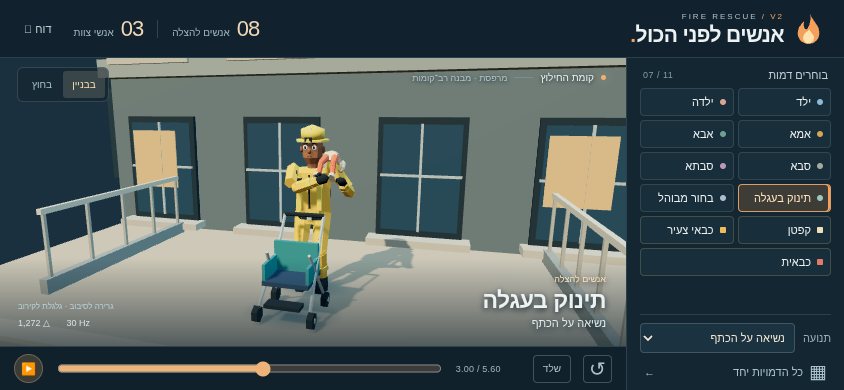 FIRE RESCUE / V2
אנשים לפני הכול.
08 אנשים להצלה
03 אנשי צוות
דוח
בוחרים דמות
07 / 11
ילד
ילדה
אמא
אבא
סבא
סבתא
תינוק בעגלה
בחור מבוהל
קפטן
כבאי צעיר
כבאית
תנועה
נשיאה על הכתף
כל הדמויות יחד ←
קומת החילוץ — מרפסת - מבנה רב־קומות
בבניין
בחוץ
אנשים להצלה
תינוק בעגלה
נשיאה על הכתף
גרירה לסיבוב · גלגלת לקירוב
1,272 △ 30 Hz
↺
שלד
3.00 / 5.60